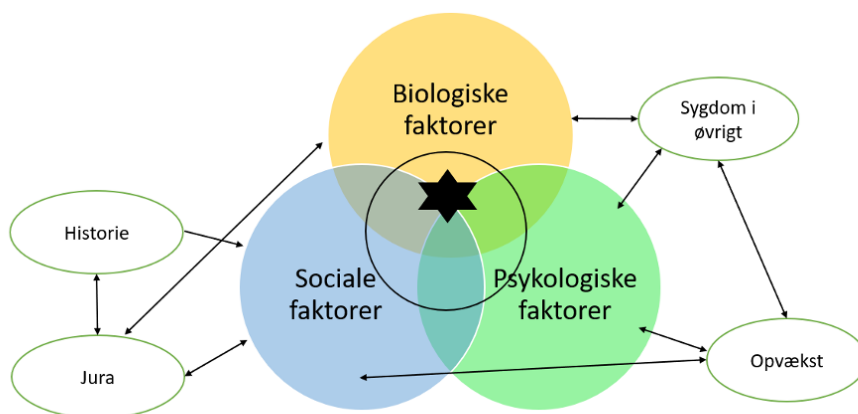 Biologiske
faktorer
Sygdom i
øvrigt
Historie
Sociale
faktorer
Psykologiske
faktorer
Jura
Opvækst